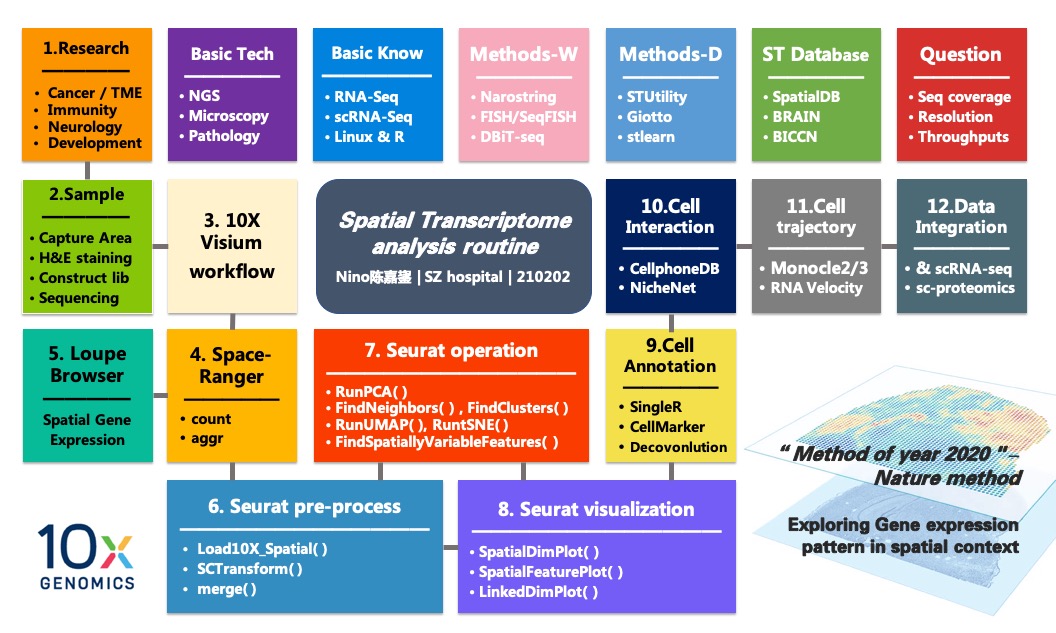 1.Research
• Cancer / TME
• Immunity
• Neurology
• Development
Basic Tech
• NGS
• Microscopy
• Pathology
Basic Know
• RNA-Seq
• scRNA-Seq
• Linux & R
Methods-W
• Narostring
• FISH/SeqFISH
• DBiT-seq
Methods-D
• STUtility
• Giotto
• stlearn
ST Database
• SpatialDB
• BRAIN
• BICCN
Question
• Seq coverage
• Resolution
• Throughputs
2.Sample
• Capture Area
• H&E staining
• Construct lib
• Sequencing
3. 10X
Visium
workflow
Spatial Transcriptome
analysis routine
Nino陈嘉鋆 | SZ hospital | 210202
10.Cell
Interaction
• CellphoneDB
• NicheNet
11.Cell
trajectory
• Monocle2/3
• RNA Velocity
12.Data
Integration
• & scRNA-seq
• sc-proteomics
5. Loupe
Browser
Spatial Gene
Expression
4. Space-
Ranger
• count
• aggr
7. Seurat operation
• RunPCA( )
• FindNeighbors( ) , FindClusters( )
• RunUMAP( ), RuntSNE( )
• FindSpatiallyVariableFeatures( )
9.Cell
Annotation
• SingleR
• CellMarker
• Decovonlution
“ Method of year 2020 ”–
Nature method
Exploring Gene expression
pattern in spatial context
10x
GENOMICS
6. Seurat pre-process
• Load10X_Spatial( )
• SCTransform( )
• merge( )
8. Seurat visualization
• SpatialDimPlot( )
• SpatialFeaturePlot( )
• LinkedDimPlot( )